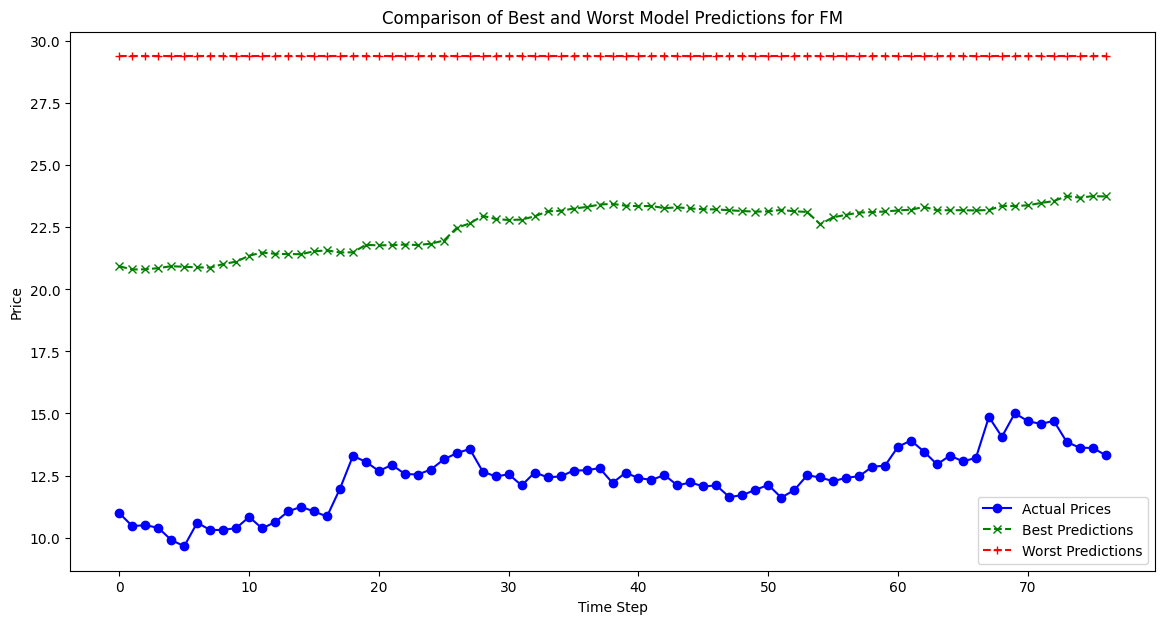 Comparison of Best and Worst Model Predictions for FM
30.0
27.5
25.0
22.5
20.0
17.5
15.0
12.5
10.0
Price
0 10 20 30 40 50 60 70
Time Step
Actual Prices
Best Predictions
Worst Predictions